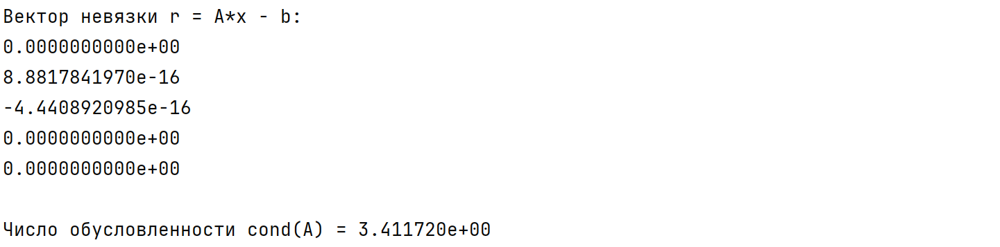 Вектор невязки r = A*x - b:
0.0000000000e+00
8.8817841970e-16
-4.4408920985e-16
0.0000000000e+00
0.0000000000e+00
Число обусловленности cond(A) = 3.411720e+00